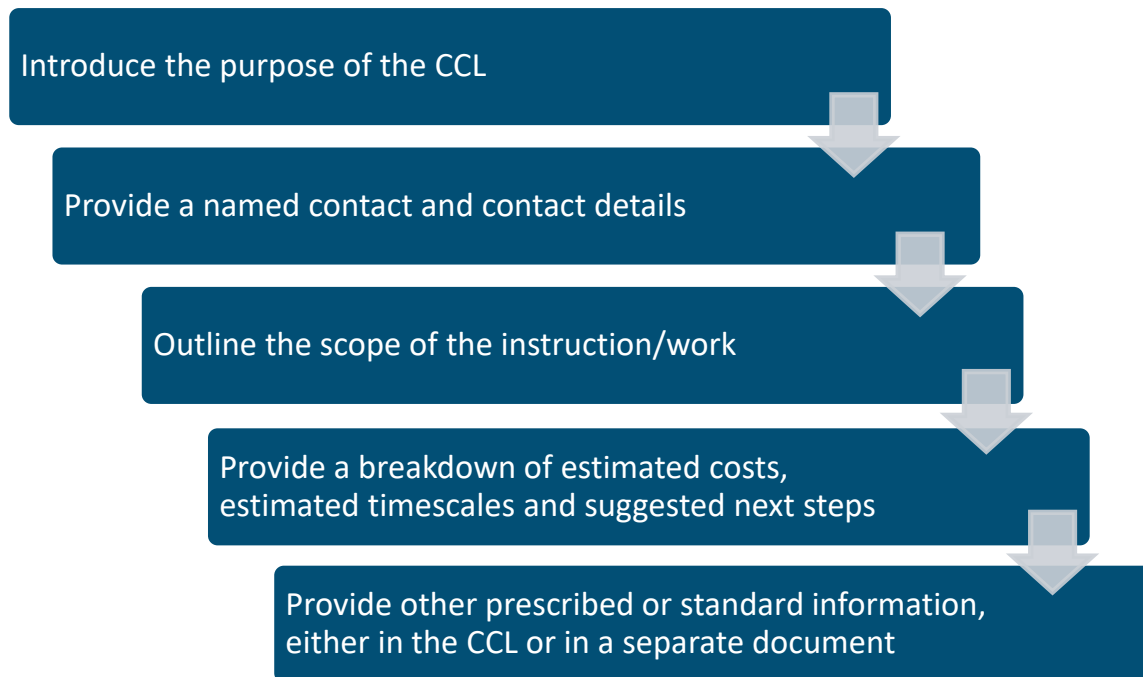 Introduce the purpose of the CCL
Provide a named contact and contact details
Outline the scope of the instruction/work
Provide a breakdown of estimated costs,
estimated timescales and suggested next steps
Provide other prescribed or standard information,
either in the CCL or in a separate document